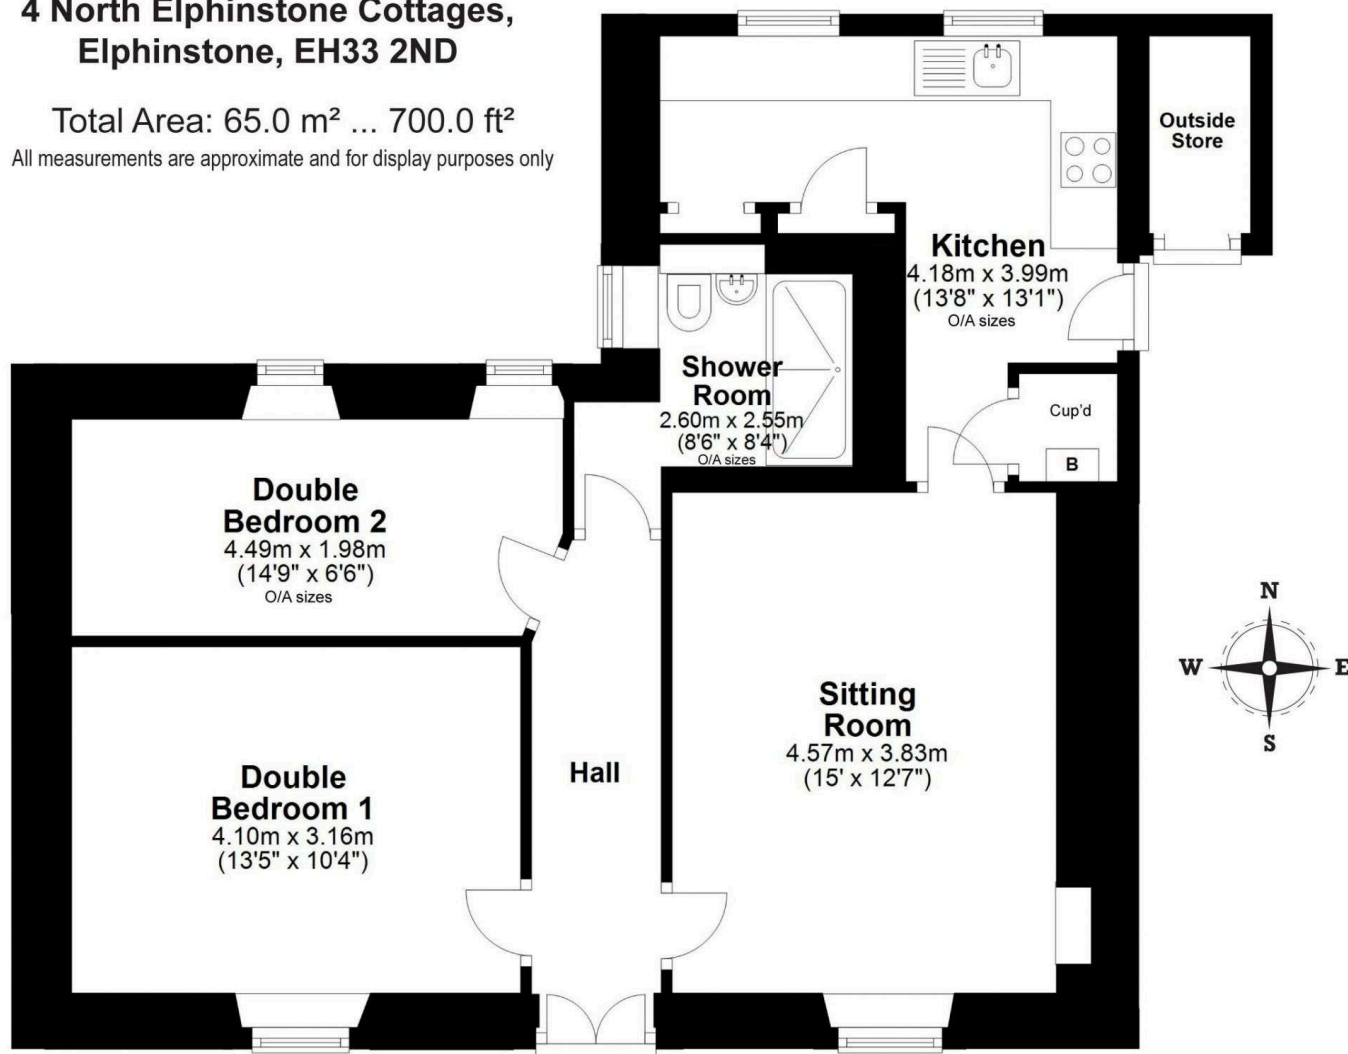 4 North Elphinstone Cottages,
Elphinstone, EH33 2ND
Total Area: 65.0 m² ... 700.0 ft²
All measurements are approximate and for display purposes only
Outside
Store
Kitchen
4.18m x 3.99m
(13'8" x 13'1")
O/A sizes
Shower
Room
2.60m x 2.55m
(8'6" x 8'4")
O/A sizes
Cup'd
B
Double
Bedroom 2
4.49m x 1.98m
(14'9" x 6'6")
O/A sizes
Sitting
Room
4.57m x 3.83m
(15' x 12'7")
Hall
Double
Bedroom 1
4.10m x 3.16m
(13'5" x 10'4")
N
W E
S